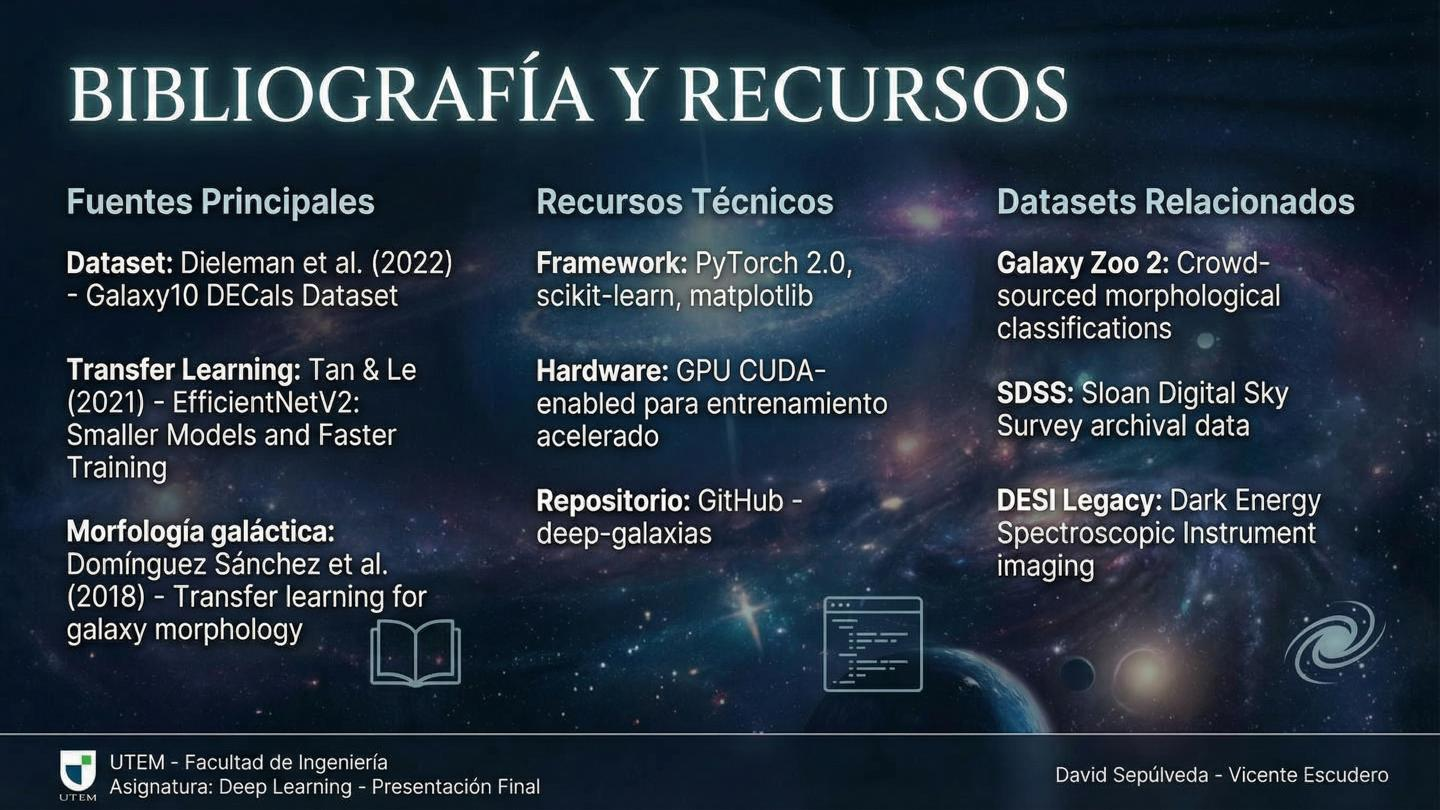 BIBLIOGRAFÍA Y RECURSOS
Fuentes Principales
Dataset: Dieleman et al. (2022)
- Galaxy10 DECals Dataset
Transfer Learning: Tan & Le
(2021) - EfficientNetV2:
Smaller Models and Faster
Training
Morfología galáctica:
Domínguez Sánchez et al.
(2018) - Transfer learning for
galaxy morphology
Recursos Técnicos
Framework: PyTorch 2.0,
scikit-learn, matplotlib
Hardware: GPU CUDA-
enabled para entrenamiento
acelerado
Repositorio: GitHub -
deep-galaxias
Datasets Relacionados
Galaxy Zoo 2: Crowd-
sourced morphological
classifications
SDSS: Sloan Digital Sky
Survey archival data
DESI Legacy: Dark Energy
Spectroscopic Instrument
imaging
UTEM
UTEM - Facultad de Ingeniería
Asignatura: Deep Learning - Presentación Final
David Sepúlveda - Vicente Escudero